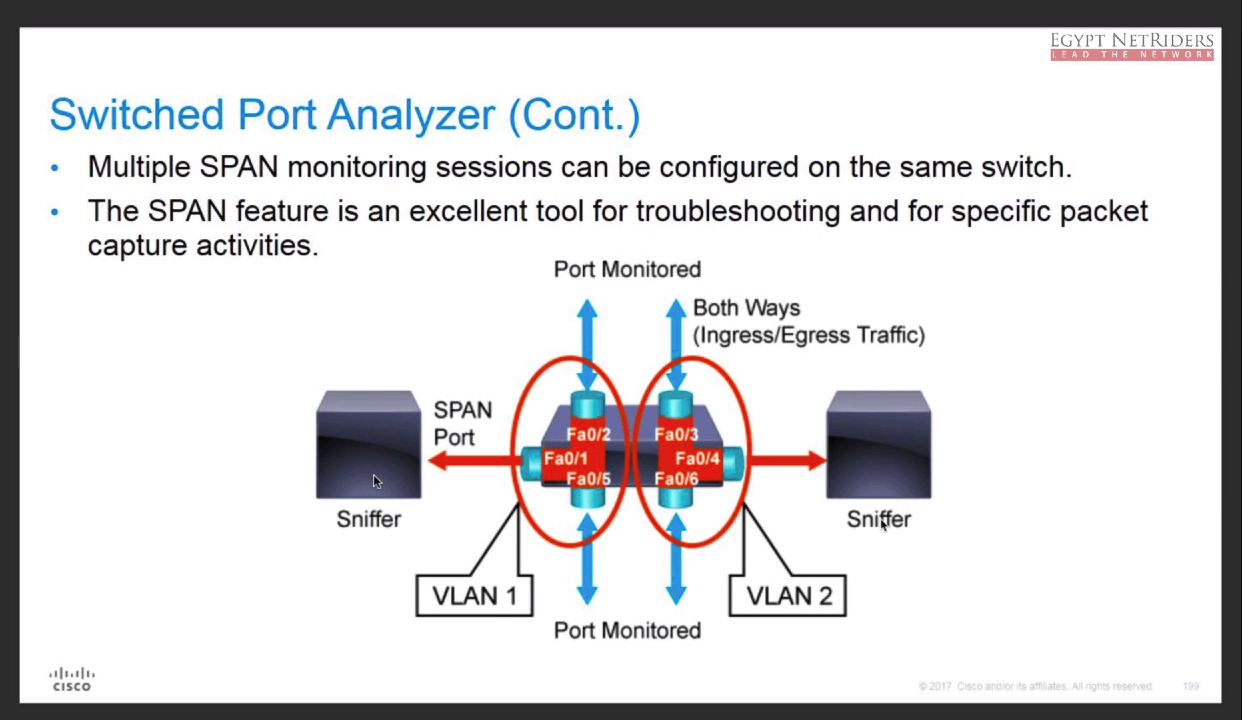 EGYPT NETRIDERS
LEAD THE NETWORK
Switched Port Analyzer (Cont.)
• Multiple SPAN monitoring sessions can be configured on the same switch.
• The SPAN feature is an excellent tool for troubleshooting and for specific packet
capture activities.
Port Monitored
Both Ways
(Ingress/Egress Traffic)
SPAN
Port
Fa0/2
Fa0/3
Fa0/1
Fa0/4
Fa0/5
Fa0/6
Sniffer
Sniffer
VLAN 1
VLAN 2
Port Monitored
CISCO
© 2017 Cisco and/or its affiliates. All rights reserved.
199